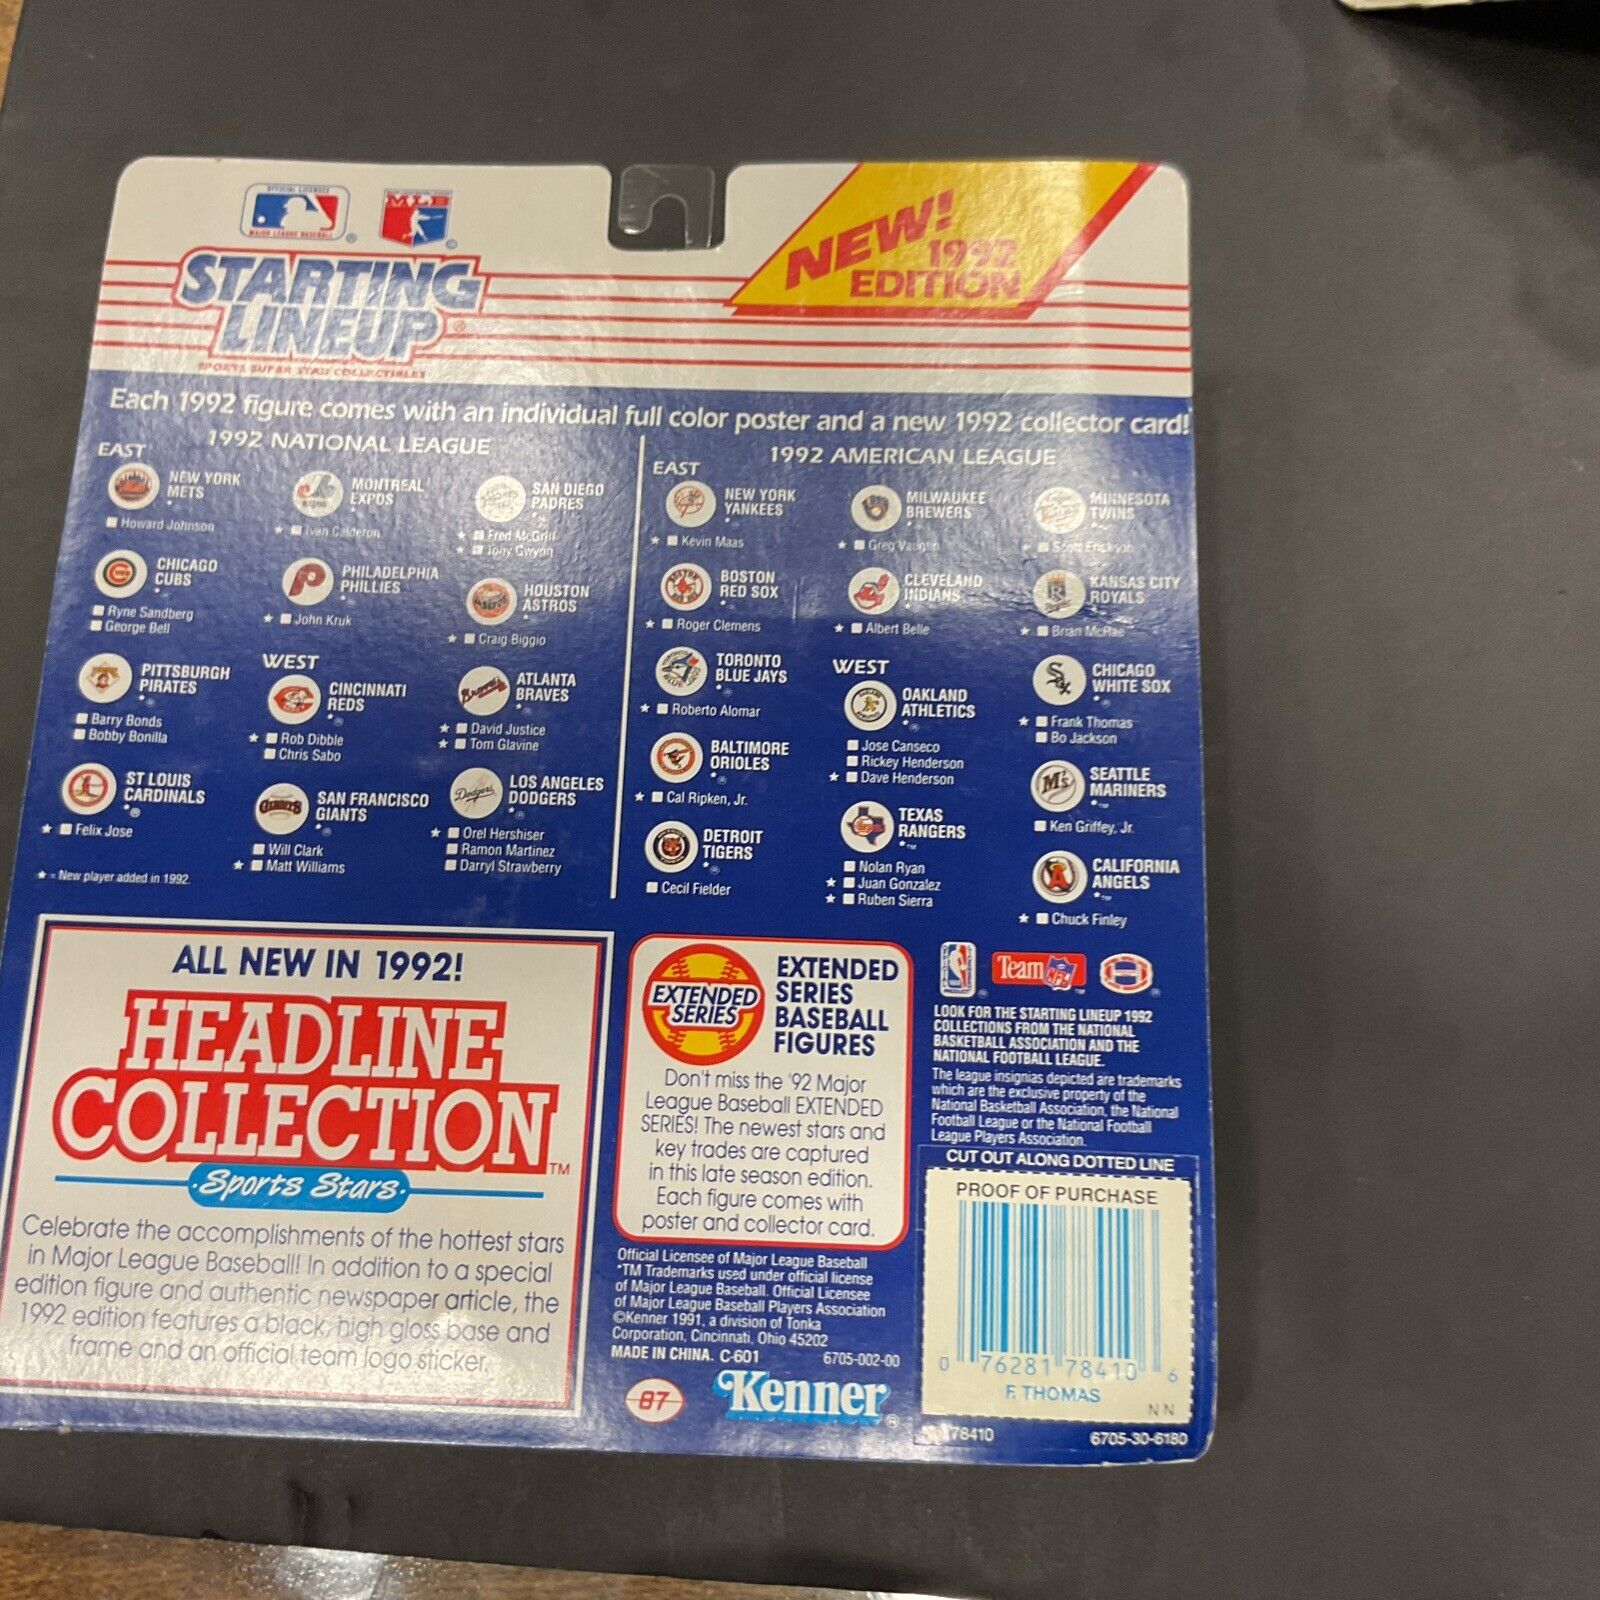 OFFICIAL LICENSEE
MAJOR LEAGUE BASEBALL
®
MLB
©
STARTING
LINEUP®
SPORTS SUPER STAR COLLECTIBLES
NEW!
1992
EDITION
Each 1992 figure comes with an individual full color poster and a new 1992 collector card!
1992 NATIONAL LEAGUE
EAST
NEW YORK
METS
Howard Johnson
MONTREAL
EXPOS
★ Ivan Calderon
SAN DIEGO
PADRES
★ Fred McGriff
★ Tony Gwynn
CHICAGO
CUBS
Ryne Sandberg
George Bell
PHILADELPHIA
PHILLIES
★ John Kruk
HOUSTON
ASTROS
★ Craig Biggio
PITTSBURGH
PIRATES
Barry Bonds
Bobby Bonilla
WEST
CINCINNATI
REDS
★ Rob Dibble
Chris Sabo
ATLANTA
BRAVES
★ David Justice
★ Tom Glavine
ST LOUIS
CARDINALS
★ Felix Jose
SAN FRANCISCO
GIANTS
Will Clark
★ Matt Williams
LOS ANGELES
DODGERS
★ Orel Hershiser
Ramon Martinez
Darryl Strawberry
★ = New player added in 1992.
1992 AMERICAN LEAGUE
EAST
NEW YORK
YANKEES
★ Kevin Maas
MILWAUKEE
BREWERS
★ Greg Vaughn
MINNESOTA
TWINS
★ Scott Erickson
BOSTON
RED SOX
★ Roger Clemens
CLEVELAND
INDIANS
★ Albert Belle
KANSAS CITY
ROYALS
★ Brian McRae
TORONTO
BLUE JAYS
★ Roberto Alomar
WEST
OAKLAND
ATHLETICS
Jose Canseco
Rickey Henderson
★ Dave Henderson
CHICAGO
WHITE SOX
★ Frank Thomas
Bo Jackson
BALTIMORE
ORIOLES
★ Cal Ripken, Jr.
SEATTLE
MARINERS
Ken Griffey, Jr.
DETROIT
TIGERS
Cecil Fielder
TEXAS
RANGERS
Nolan Ryan
★ Juan Gonzalez
★ Ruben Sierra
CALIFORNIA
ANGELS
★ Chuck Finley
ALL NEW IN 1992!
HEADLINE
COLLECTION™
Sports Stars
Celebrate the accomplishments of the hottest stars
in Major League Baseball! In addition to a special
edition figure and authentic newspaper article, the
1992 edition features a black, high gloss base and
frame and an official team logo sticker.
EXTENDED
SERIES
EXTENDED
SERIES
BASEBALL
FIGURES
Don't miss the '92 Major
League Baseball EXTENDED
SERIES! The newest stars and
key trades are captured
in this late season edition.
Each figure comes with
poster and collector card.
Official Licensee of Major League Baseball
*TM Trademarks used under official license
of Major League Baseball. Official Licensee
of Major League Baseball Players Association
©Kenner 1991, a division of Tonka
Corporation, Cincinnati, Ohio 45202
MADE IN CHINA. C-601 6705-002-00
87
Kenner®
Team NFL
LOOK FOR THE STARTING LINEUP 1992
COLLECTIONS FROM THE NATIONAL
BASKETBALL ASSOCIATION AND THE
NATIONAL FOOTBALL LEAGUE.
The league insignias depicted are trademarks
which are the exclusive property of the
National Basketball Association, the National
Football League or the National Football
League Players Association.
CUT OUT ALONG DOTTED LINE
PROOF OF PURCHASE
0 76281 78410 6
F. THOMAS
NN
78410 6705-30-6180